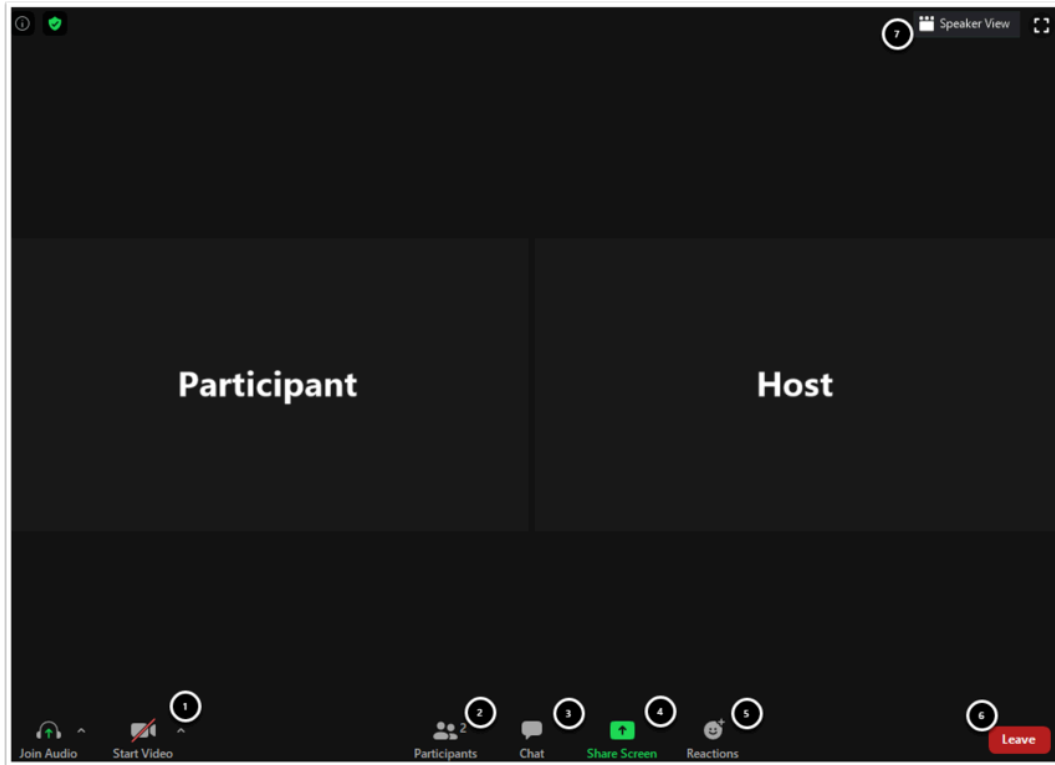 7 Speaker View
Participant Host
1 2 3 4 5 6
2
Join Audio Start Video Participants Chat Share Screen Reactions Leave